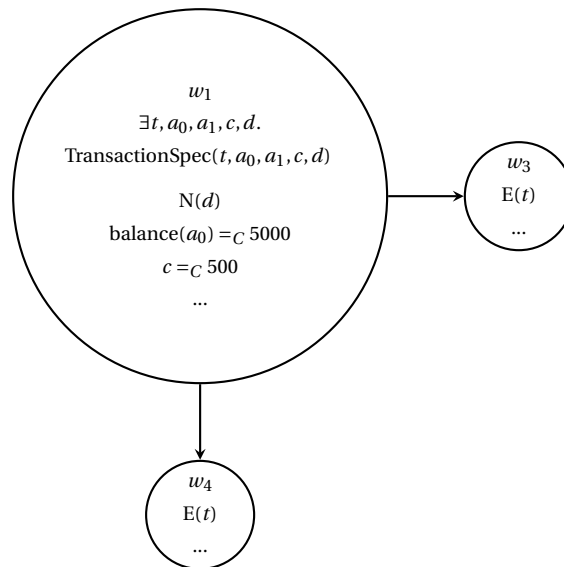 w₁
∃t, a₀, a₁, c, d.
TransactionSpec(t, a₀, a₁, c, d)
N(d)
balance(a₀) =C 5000
c =C 500
...
w₃
E(t)
...
w₄
E(t)
...